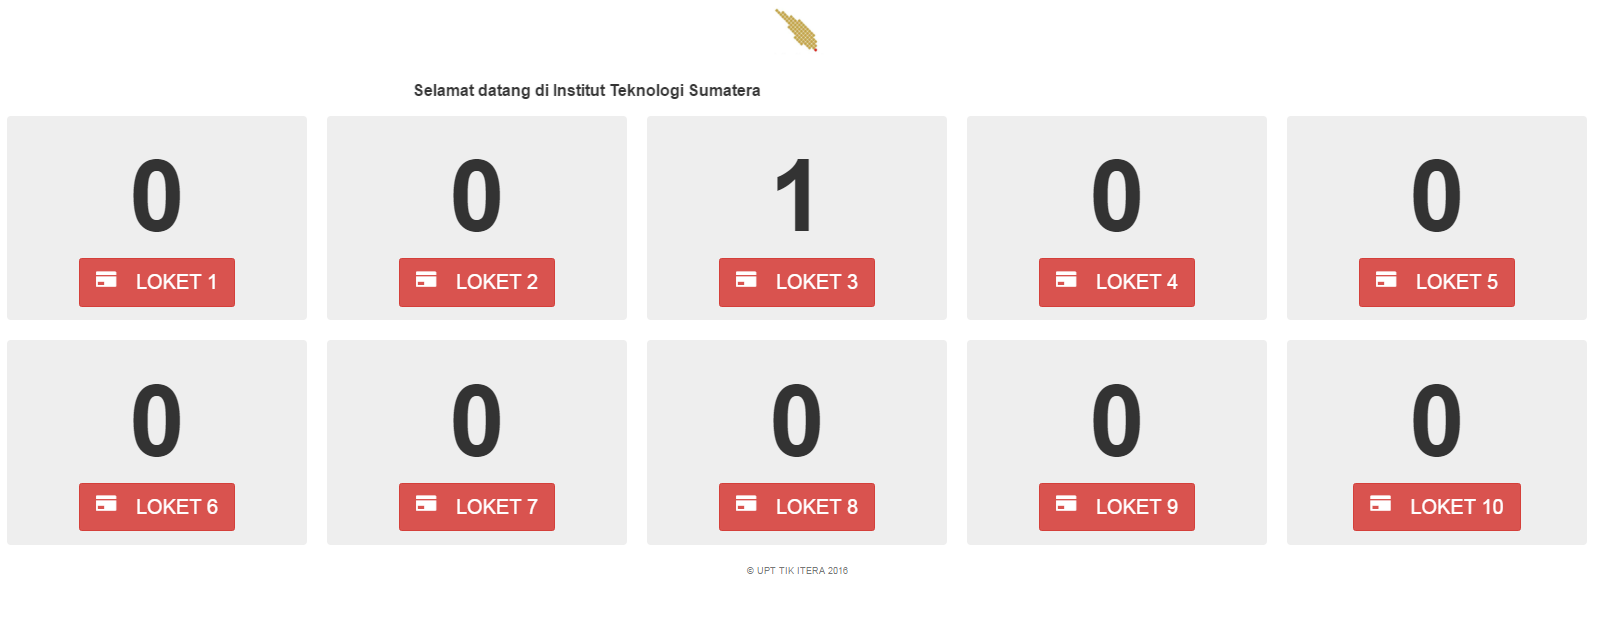 Selamat datang di Institut Teknologi Sumatera
0 0 1 0 0
LOKET 1 LOKET 2 LOKET 3 LOKET 4 LOKET 5
0 0 0 0 0
LOKET 6 LOKET 7 LOKET 8 LOKET 9 LOKET 10
© UPT TIK ITERA 2016